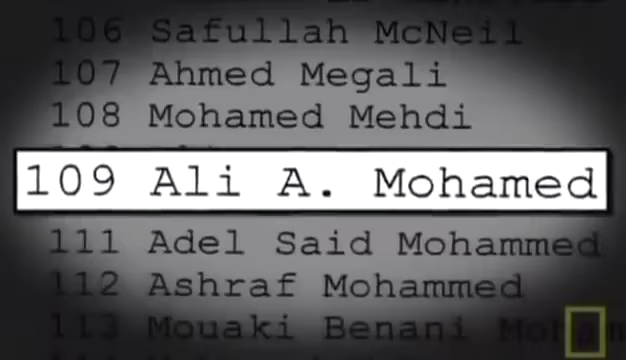 106 Safullah McNeil
107 Ahmed Megali
108 Mohamed Mehdi
109 Ali A. Mohamed
111 Adel Said Mohammed
112 Ashraf Mohammed
113 Mouaki Benani